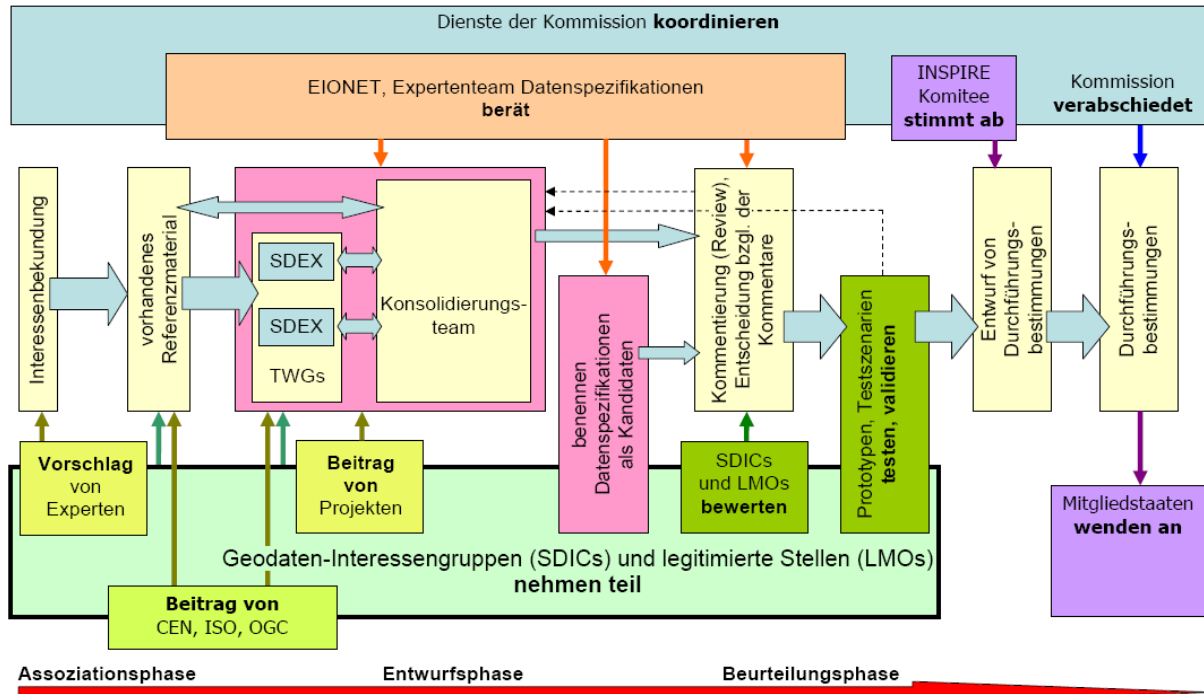 Dienste der Kommission koordinieren
EIONET, Expertenteam Datenspezifikationen
berät
INSPIRE
Komitee
stimmt ab
Kommission
verabschiedet
Interessenbekundung
vorhandenes
Referenzmaterial
SDEX
SDEX
TWGs
Konsolidierungs-
team
benennen
Datenspezifikationen
als Kandidaten
Kommentierung (Review),
Entscheidung bzgl. der
Kommentare
Prototypen, Testszenarien
testen, validieren
Entwurf von
Durchführungs-
bestimmungen
Durchführungs-
bestimmungen
Vorschlag
von
Experten
Beitrag
von
Projekten
SDICs
und LMOs
bewerten
Mitgliedstaaten
wenden an
Geodaten-Interessengruppen (SDICs) und legitimierte Stellen (LMOs)
nehmen teil
Beitrag von
CEN, ISO, OGC
Assoziationsphase
Entwurfsphase
Beurteilungsphase